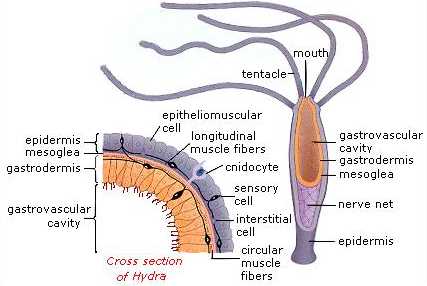 mouth
tentacle
epitheliomuscular
cell
longitudinal
muscle fibers
epidermis
mesoglea
gastrodermis
cnidocyte
sensory
cell
gastrovascular
cavity
interstitial
cell
circular
muscle
fibers
Cross section
of Hydra
gastrovascular
cavity
gastrodermis
mesoglea
nerve net
epidermis